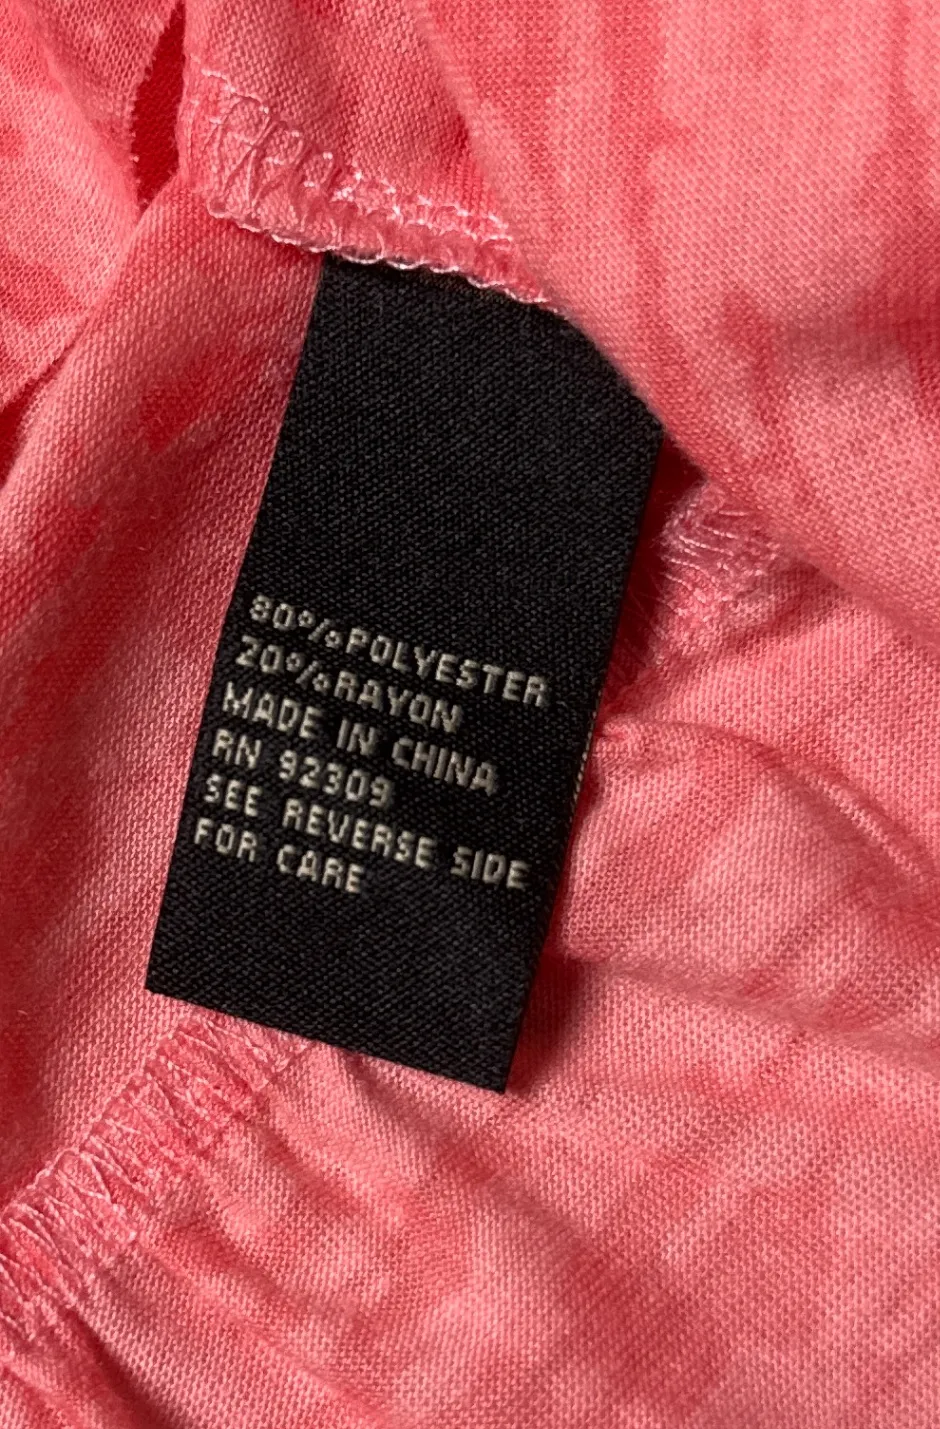 80%POLYESTER
20%RAYON
MADE IN CHINA
RN 92309
SEE REVERSE SIDE
FOR CARE